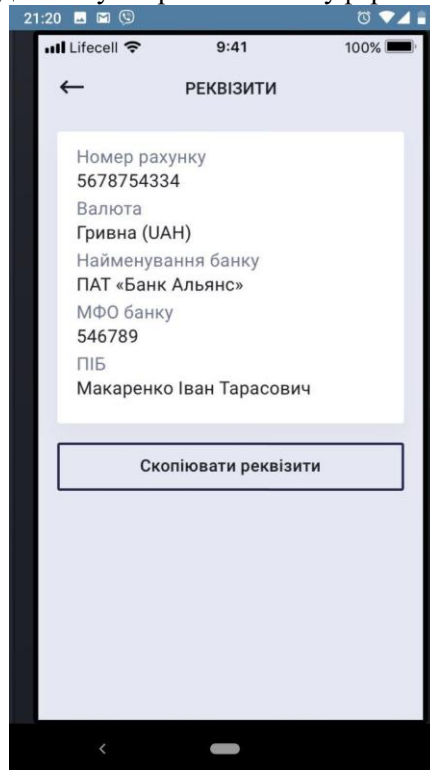 21:20
Lifecell 9:41 100%
РЕКВІЗИТИ
Номер рахунку
5678754334
Валюта
Гривна (UAH)
Найменування банку
ПАТ «Банк Альянс»
МФО банку
546789
ПІБ
Макаренко Іван Тарасович
Скопіювати реквізити